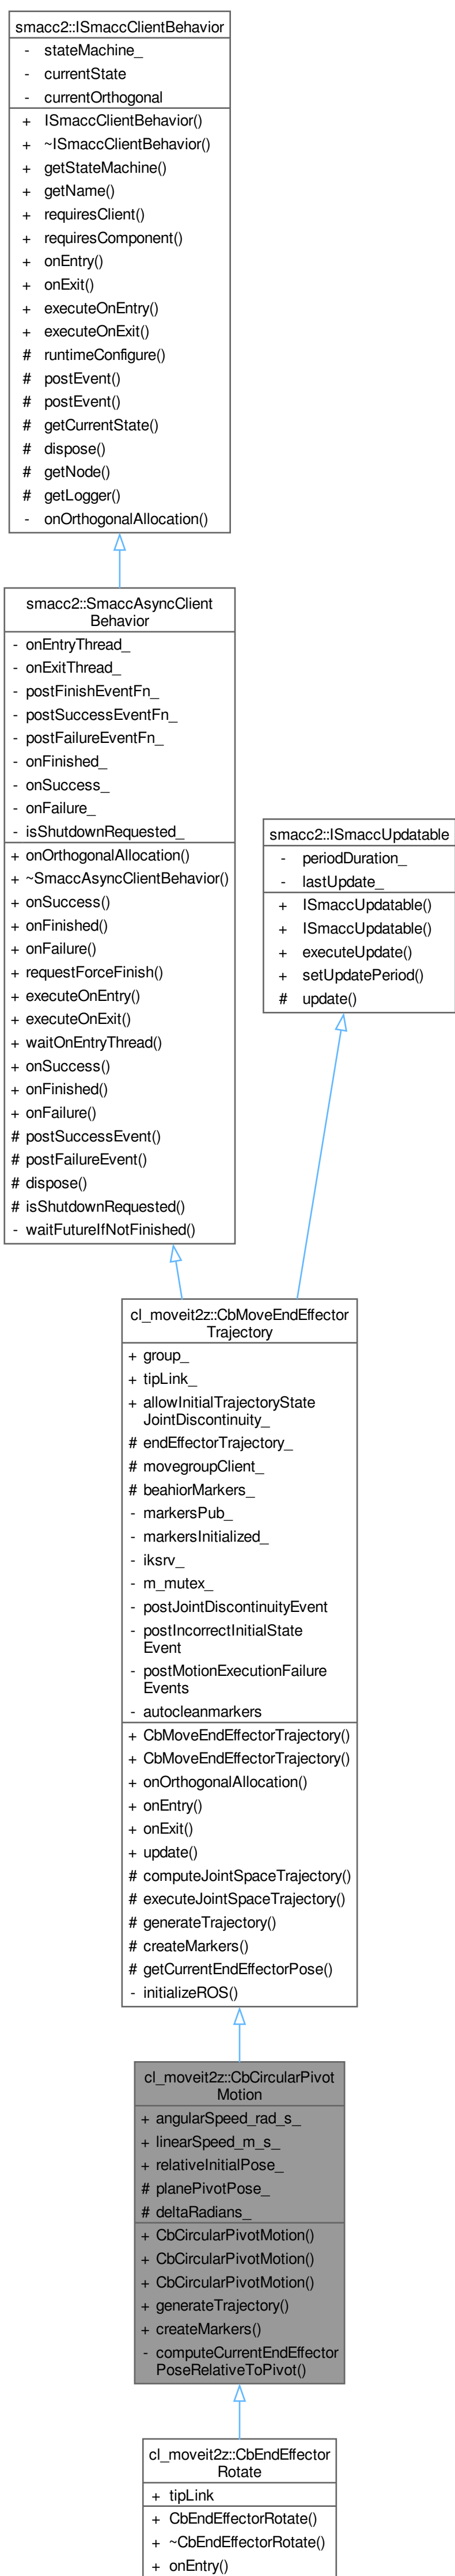 smacc2::ISmaccClientBehavior
- stateMachine_
- currentState
- currentOrthogonal
+ ISmaccClientBehavior()
+ ~ISmaccClientBehavior()
+ getStateMachine()
+ getName()
+ requiresClient()
+ requiresComponent()
+ onEntry()
+ onExit()
+ executeOnEntry()
+ executeOnExit()
# runtimeConfigure()
# postEvent()
# postEvent()
# getCurrentState()
# dispose()
# getNode()
# getLogger()
- onOrthogonalAllocation()
smacc2::SmaccAsyncClient
Behavior
- onEntryThread_
- onExitThread_
- postFinishEventFn_
- postSuccessEventFn_
- postFailureEventFn_
- onFinished_
- onSuccess_
- onFailure_
- isShutdownRequested_
+ onOrthogonalAllocation()
+ ~SmaccAsyncClientBehavior()
+ onSuccess()
+ onFinished()
+ onFailure()
+ requestForceFinish()
+ executeOnEntry()
+ executeOnExit()
+ waitOnEntryThread()
+ onSuccess()
+ onFinished()
+ onFailure()
# postSuccessEvent()
# postFailureEvent()
# dispose()
# isShutdownRequested()
- waitFutureIfNotFinished()
smacc2::ISmaccUpdatable
- periodDuration_
- lastUpdate_
+ ISmaccUpdatable()
+ ISmaccUpdatable()
+ executeUpdate()
+ setUpdatePeriod()
# update()
cl_moveit2z::CbMoveEndEffector
Trajectory
+ group_
+ tipLink_
+ allowInitialTrajectoryState
JointDiscontinuity_
# endEffectorTrajectory_
# movegroupClient_
# beahiorMarkers_
- markersPub_
- markersInitialized_
- iksrv_
- m_mutex_
- postJointDiscontinuityEvent
- postIncorrectInitialState
Event
- postMotionExecutionFailure
Events
- autocleanmarkers
+ CbMoveEndEffectorTrajectory()
+ CbMoveEndEffectorTrajectory()
+ onOrthogonalAllocation()
+ onEntry()
+ onExit()
+ update()
# computeJointSpaceTrajectory()
# executeJointSpaceTrajectory()
# generateTrajectory()
# createMarkers()
# getCurrentEndEffectorPose()
- initializeROS()
cl_moveit2z::CbCircularPivot
Motion
+ angularSpeed_rad_s_
+ linearSpeed_m_s_
+ relativeInitialPose_
# planePivotPose_
# deltaRadians_
+ CbCircularPivotMotion()
+ CbCircularPivotMotion()
+ CbCircularPivotMotion()
+ generateTrajectory()
+ createMarkers()
- computeCurrentEndEffector
PoseRelativeToPivot()
cl_moveit2z::CbEndEffector
Rotate
+ tipLink
+ CbEndEffectorRotate()
+ ~CbEndEffectorRotate()
+ onEntry()